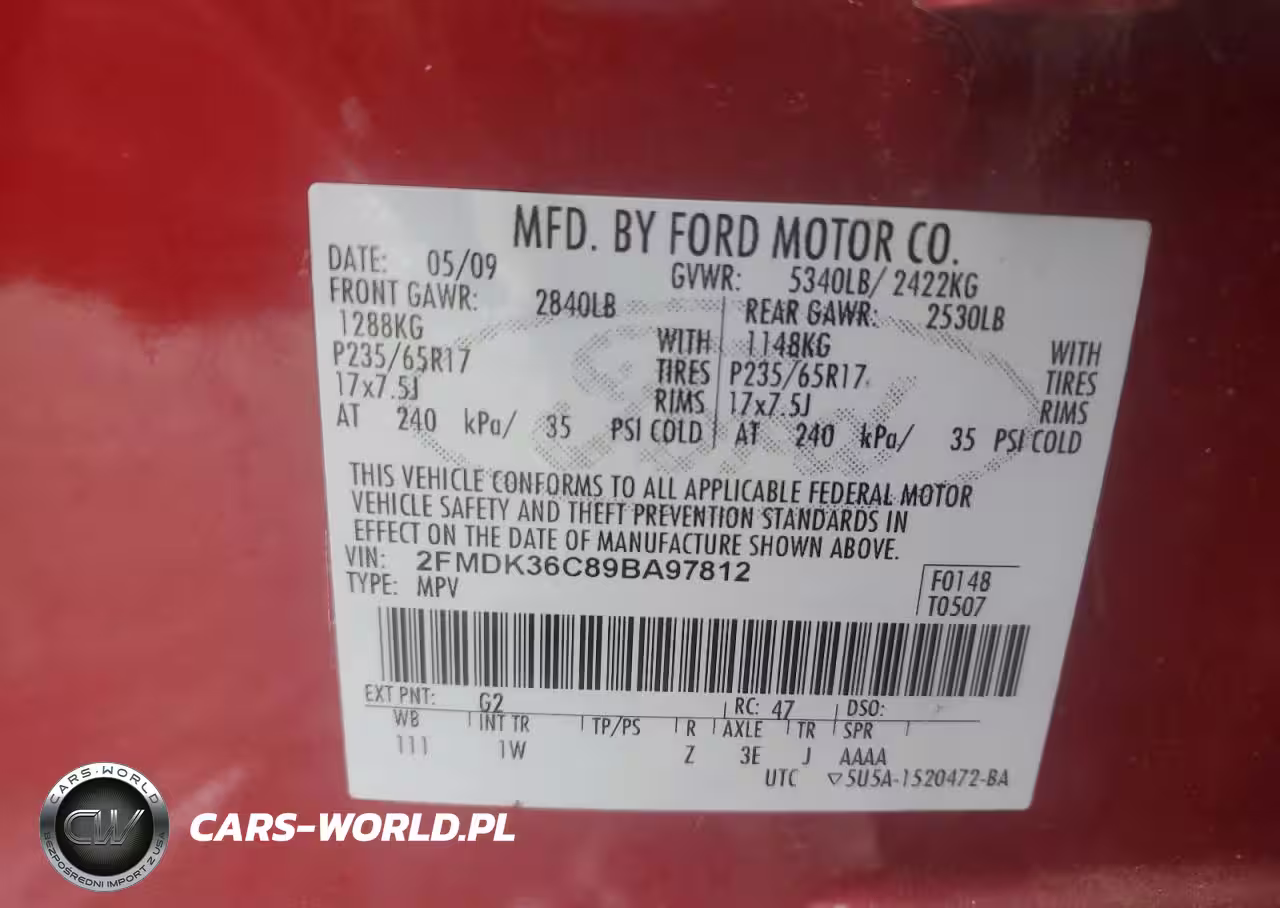 MFD. BY FORD MOTOR CO.
DATE: 05/09 GVWR: 5340LB/ 2422KG
FRONT GAWR: 2840LB REAR GAWR: 2530LB
1288KG WITH 1148KG WITH
P235/65R17 TIRES P235/65R17 TIRES
17x7.5J RIMS 17x7.5J RIMS
AT 240 kPa/ 35 PSI COLD AT 240 kPa/ 35 PSI COLD
THIS VEHICLE CONFORMS TO ALL APPLICABLE FEDERAL MOTOR
VEHICLE SAFETY AND THEFT PREVENTION STANDARDS IN
EFFECT ON THE DATE OF MANUFACTURE SHOWN ABOVE.
VIN: 2FMDK36C89BA97812
TYPE: MPV
F0148
T0507
EXT PNT: G2 RC: 47 DSO:
WB INT TR TP/PS R AXLE TR SPR
111 1W Z 3E J AAAA
UTC ▽5U5A-1520472-BA
CARS-WORLD
CW
BEZPOŚREDNI IMPORT Z USA
CARS-WORLD.PL